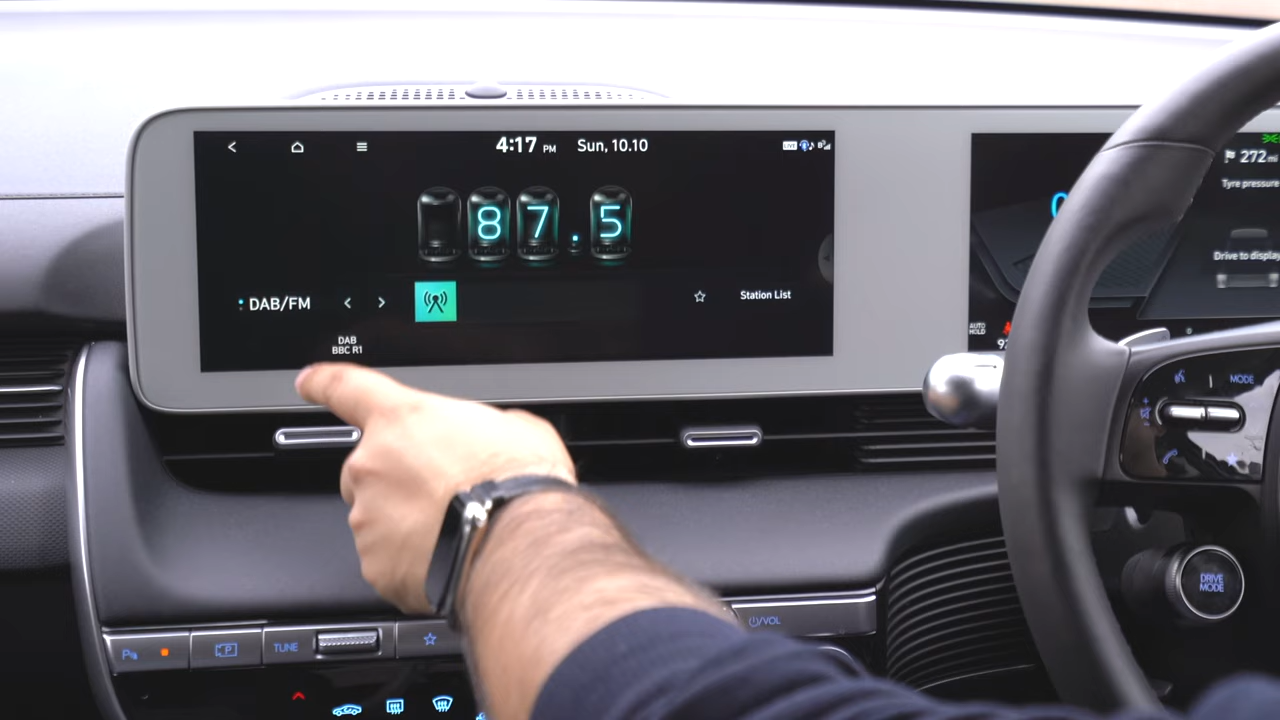 4:17 PM Sun, 10.10
LIVE
87.5
DAB/FM
Station List
DAB
BBC R1
272 mi
Tyre pressure
Drive to display
AUTO
HOLD
MODE
DRIVE
MODE
P
TUNE
/VOL